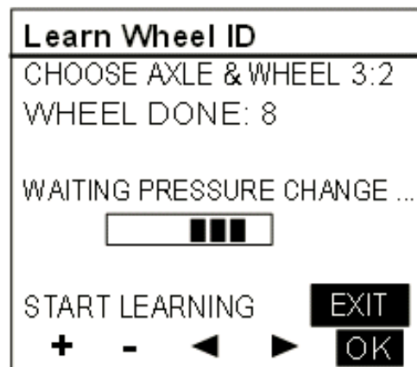 Learn Wheel ID
CHOOSE AXLE & WHEEL 3:2
WHEEL DONE: 8
WAITING PRESSURE CHANGE ...
START LEARNING EXIT
+ - ◄ ► OK